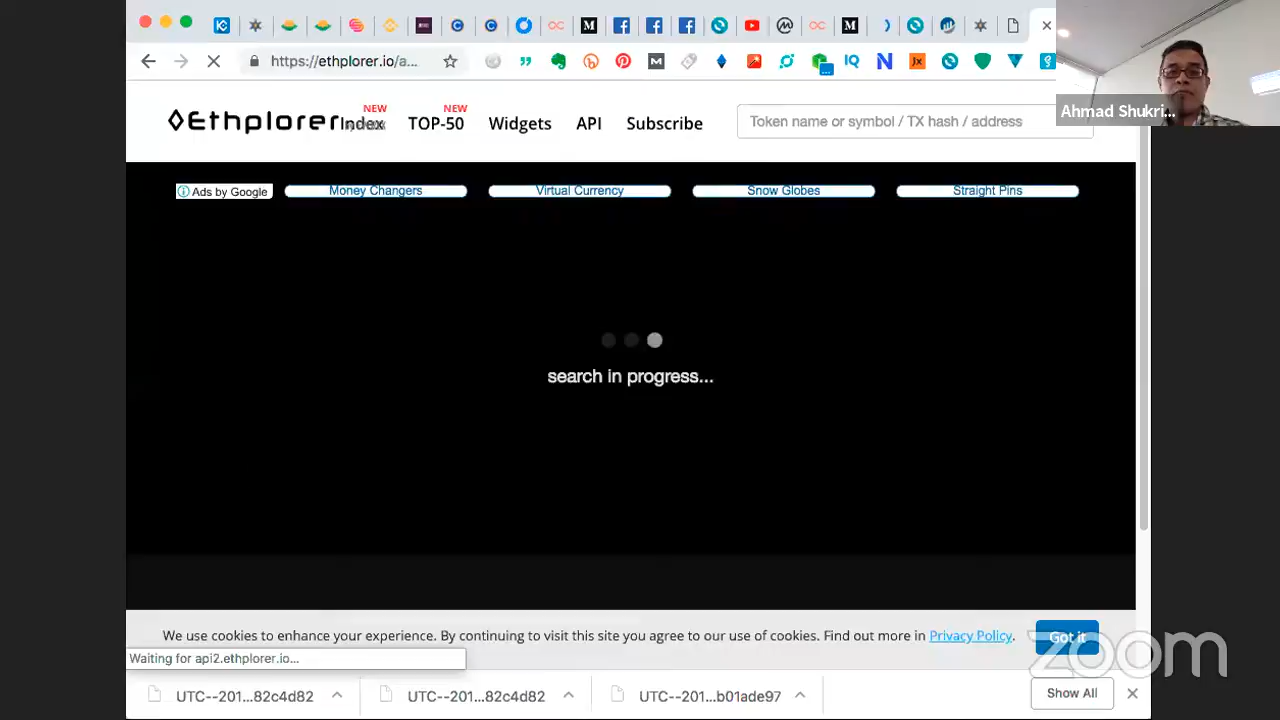 https://ethplorer.io/a...
Ahmad Shukri...
Ethplorer
NEW
Index
NEW
TOP-50
Widgets
API
Subscribe
Token name or symbol / TX hash / address
Ads by Google
Money Changers
Virtual Currency
Snow Globes
Straight Pins
search in progress...
We use cookies to enhance your experience. By continuing to visit this site you agree to our use of cookies. Find out more in Privacy Policy.
Got it
zoom
Waiting for api2.ethplorer.io...
UTC--201...82c4d82
UTC--201...82c4d82
UTC--201...b01ade97
Show All